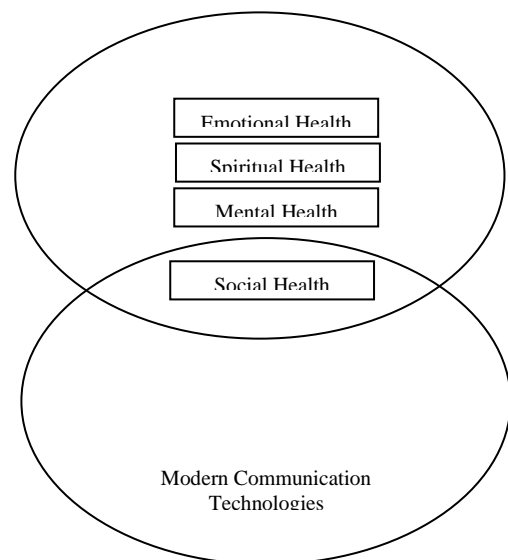 Emotional Health
Spiritual Health
Mental Health
Social Health
Modern Communication
Technologies